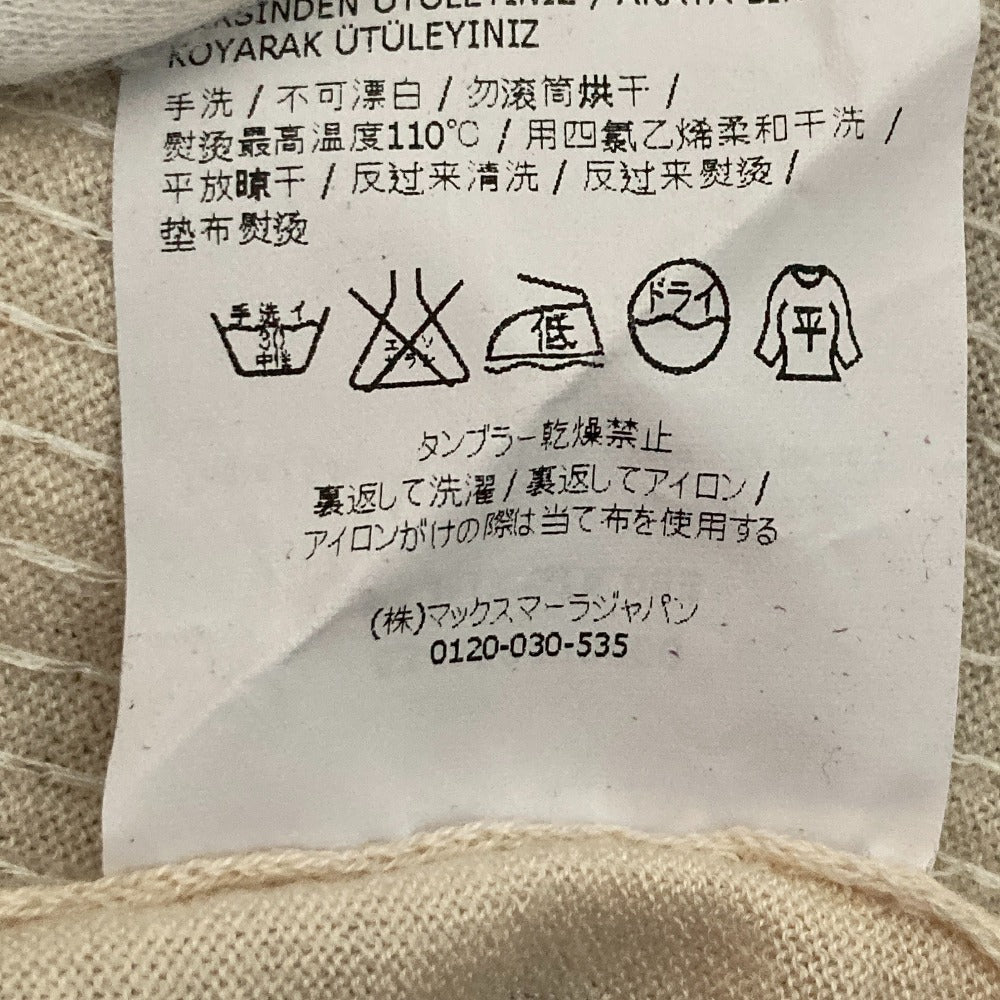 KOYARAK ÜTÜLEYINIZ
手洗 / 不可漂白 / 勿滚筒烘干 /
熨烫最高温度110℃ / 用四氯乙烯柔和干洗 /
平放晾干 / 反过来清洗 / 反过来熨烫 /
垫布熨烫
手洗イ
30
中性
低
ドライ
平
タンブラー乾燥禁止
裏返して洗濯 / 裏返してアイロン /
アイロンがけの際は当て布を使用する
(株)マックスマーラジャパン
0120-030-535